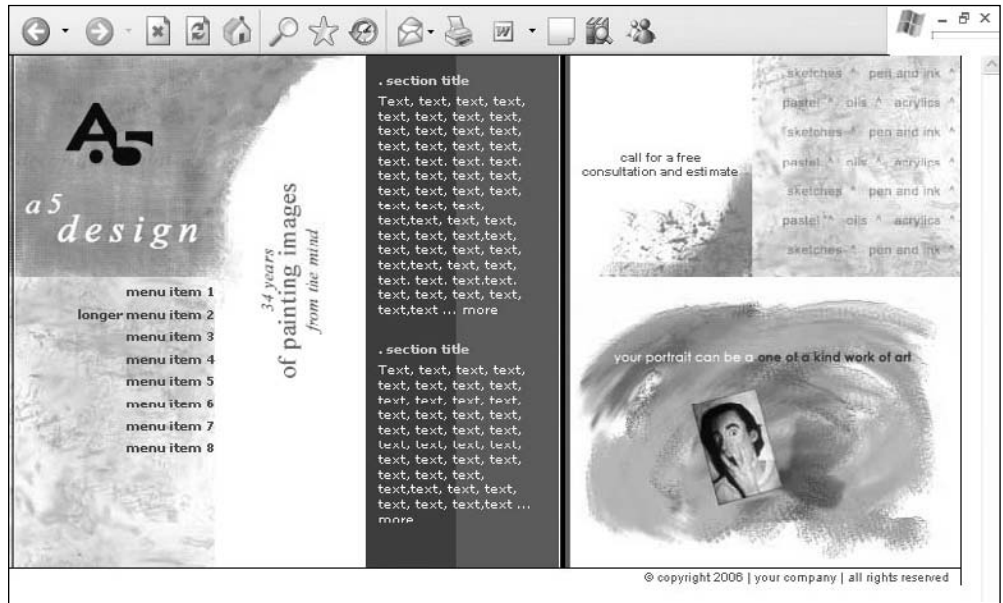 A5
a 5
design
menu item 1
longer menu item 2
menu item 3
menu item 4
menu item 5
menu item 6
menu item 7
menu item 8
34 years
of painting images
from the mind
. section title
Text, text, text, text,
text, text, text, text,
text, text, text, text,
text, text, text, text,
text. text. text. text.
text, text, text, text,
text, text, text, text,
text, text, text,
text,text, text, text,
text, text, text,text,
text, text, text, text,
text,text, text, text,
text. text. text.text.
text, text, text, text,
text,text ... more
. section title
Text, text, text, text,
text, text, text, text,
text, text, text, text,
text, text, text, text,
text, text, text, text,
text, text, text, text,
text, text, text, text,
text, text, text,
text,text, text, text,
text, text, text,text ...
more
call for a free
consultation and estimate
sketches ^ pen and ink ^
pastel ^ oils ^ acrylics ^
sketches ^ pen and ink ^
pastel ^ oils ^ acrylics ^
sketches ^ pen and ink ^
pastel ^ oils ^ acrylics ^
sketches ^ pen and ink ^
your portrait can be a one of a kind work of art
© copyright 2006 | your company | all rights reserved